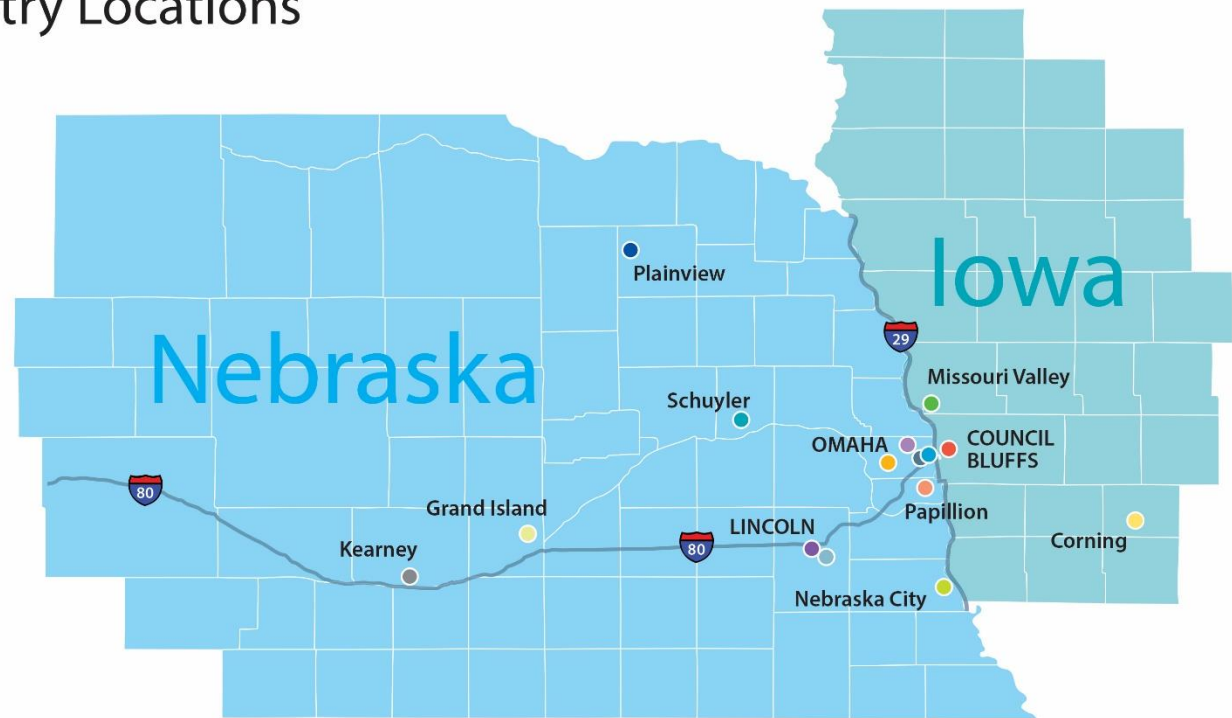 try Locations
Iowa
Plainview
29
Nebraska
Missouri Valley
Schuyler
OMAHA
COUNCIL
BLUFFS
80
Grand Island
Papillion
LINCOLN
Kearney
80
Corning
Nebraska City